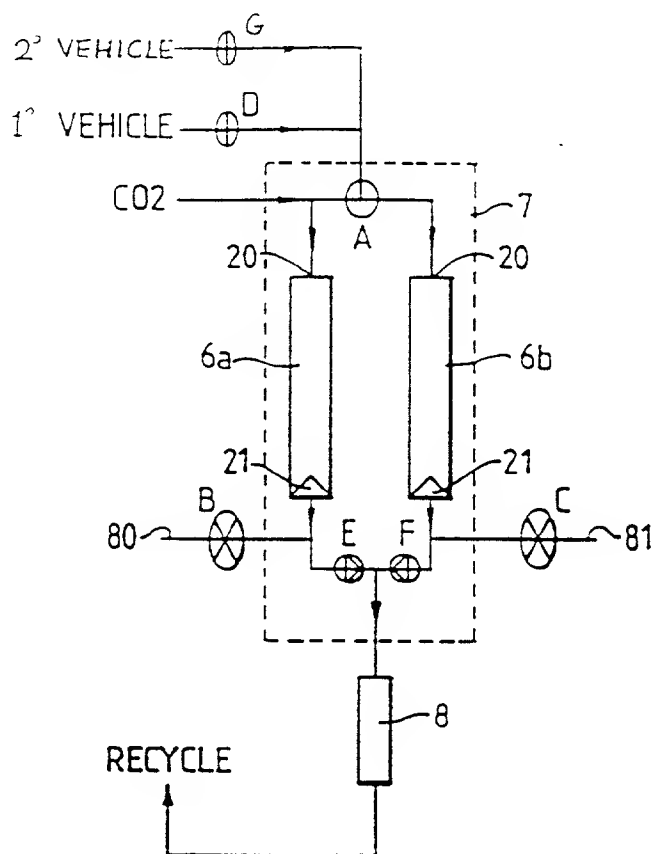 G
2° VEHICLE
D
1° VEHICLE
CO2
7
A
20 20
6a 6b
21 21
B C
80 E F 81
8
RECYCLE